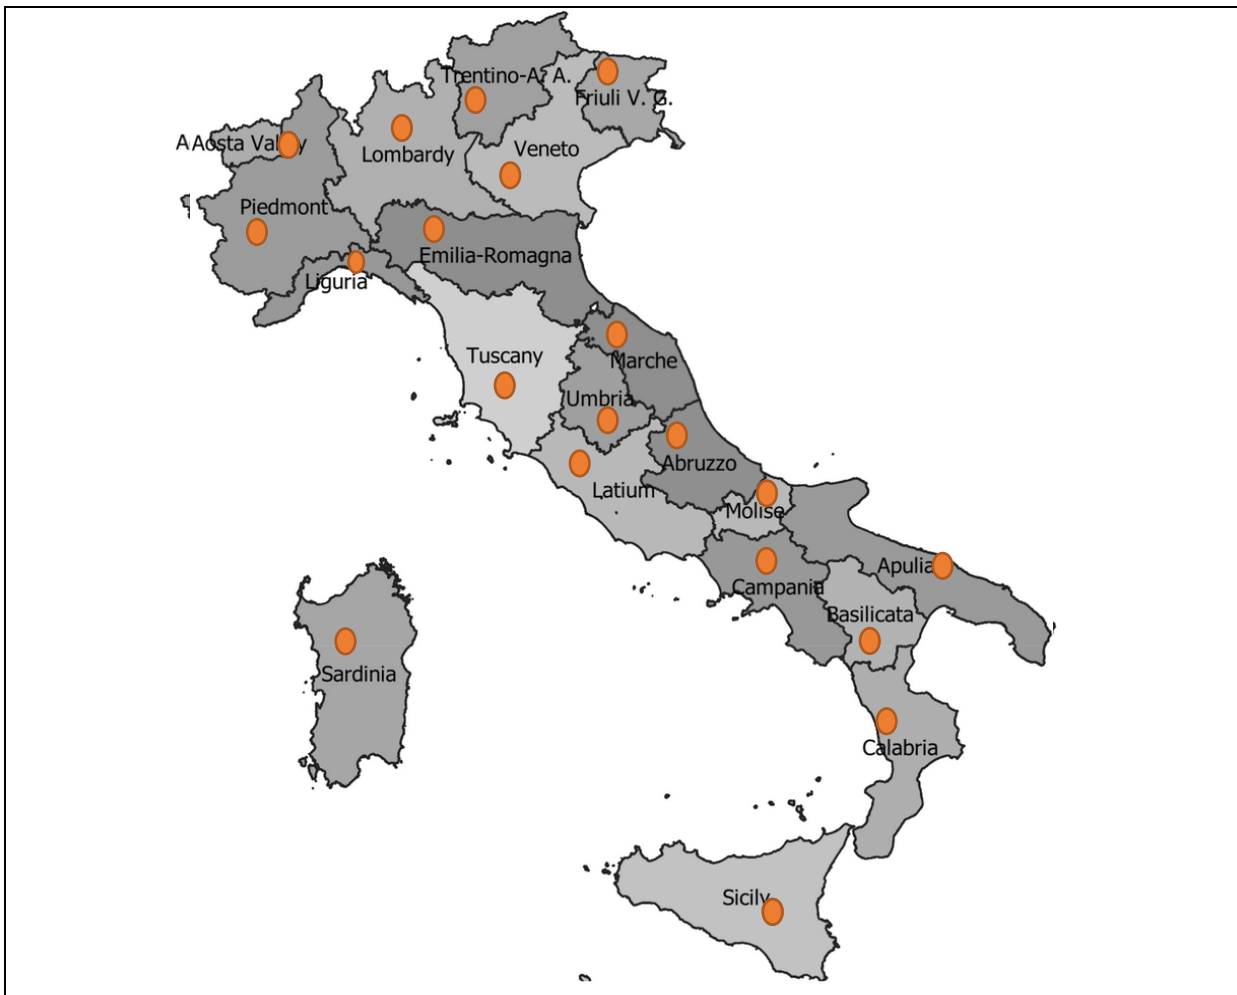 Trentino-A. A.
Friuli V. G.
A Aosta Valley
Lombardy
Veneto
Piedmont
Emilia-Romagna
Liguria
Tuscany
Marche
Umbria
Abruzzo
Latium
Molise
Apulia
Campania
Basilicata
Sardinia
Calabria
Sicily